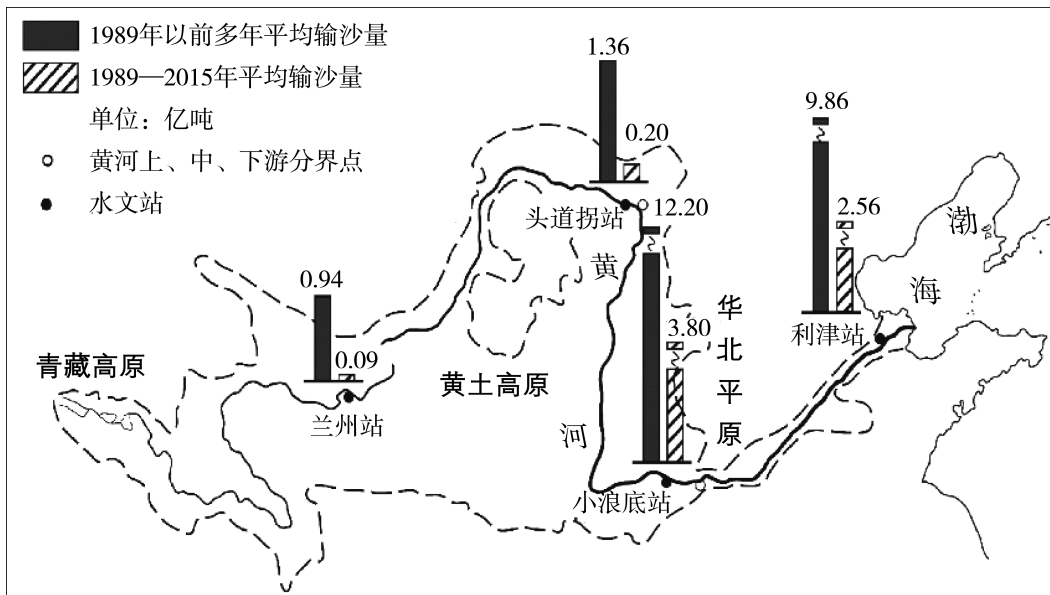 1989年以前多年平均输沙量
1989—2015年平均输沙量
单位：亿吨
黄河上、中、下游分界点
水文站
1.36
0.20
头道拐站
12.20
3.80
黄
河
9.86
2.56
渤
海
利津站
华
北
平
原
0.94
0.09
青藏高原
黄土高原
兰州站
小浪底站